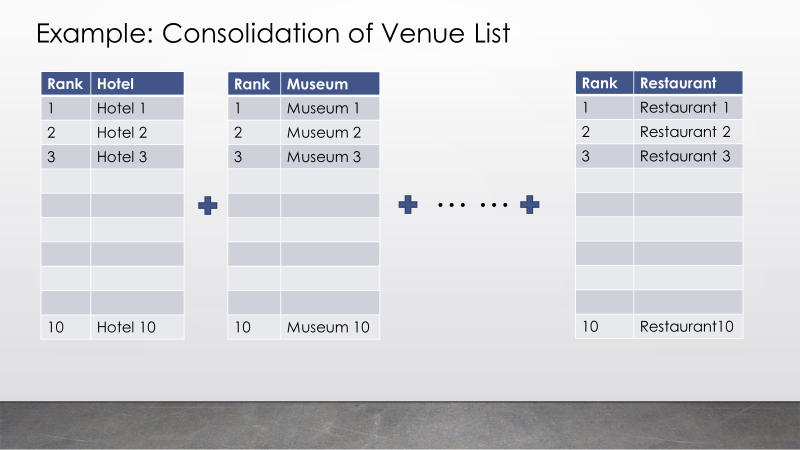 Example: Consolidation of Venue List
Rank Hotel
1 Hotel 1
2 Hotel 2
3 Hotel 3
10 Hotel 10
Rank Museum
1 Museum 1
2 Museum 2
3 Museum 3
10 Museum 10
... ...
Rank Restaurant
1 Restaurant 1
2 Restaurant 2
3 Restaurant 3
10 Restaurant10